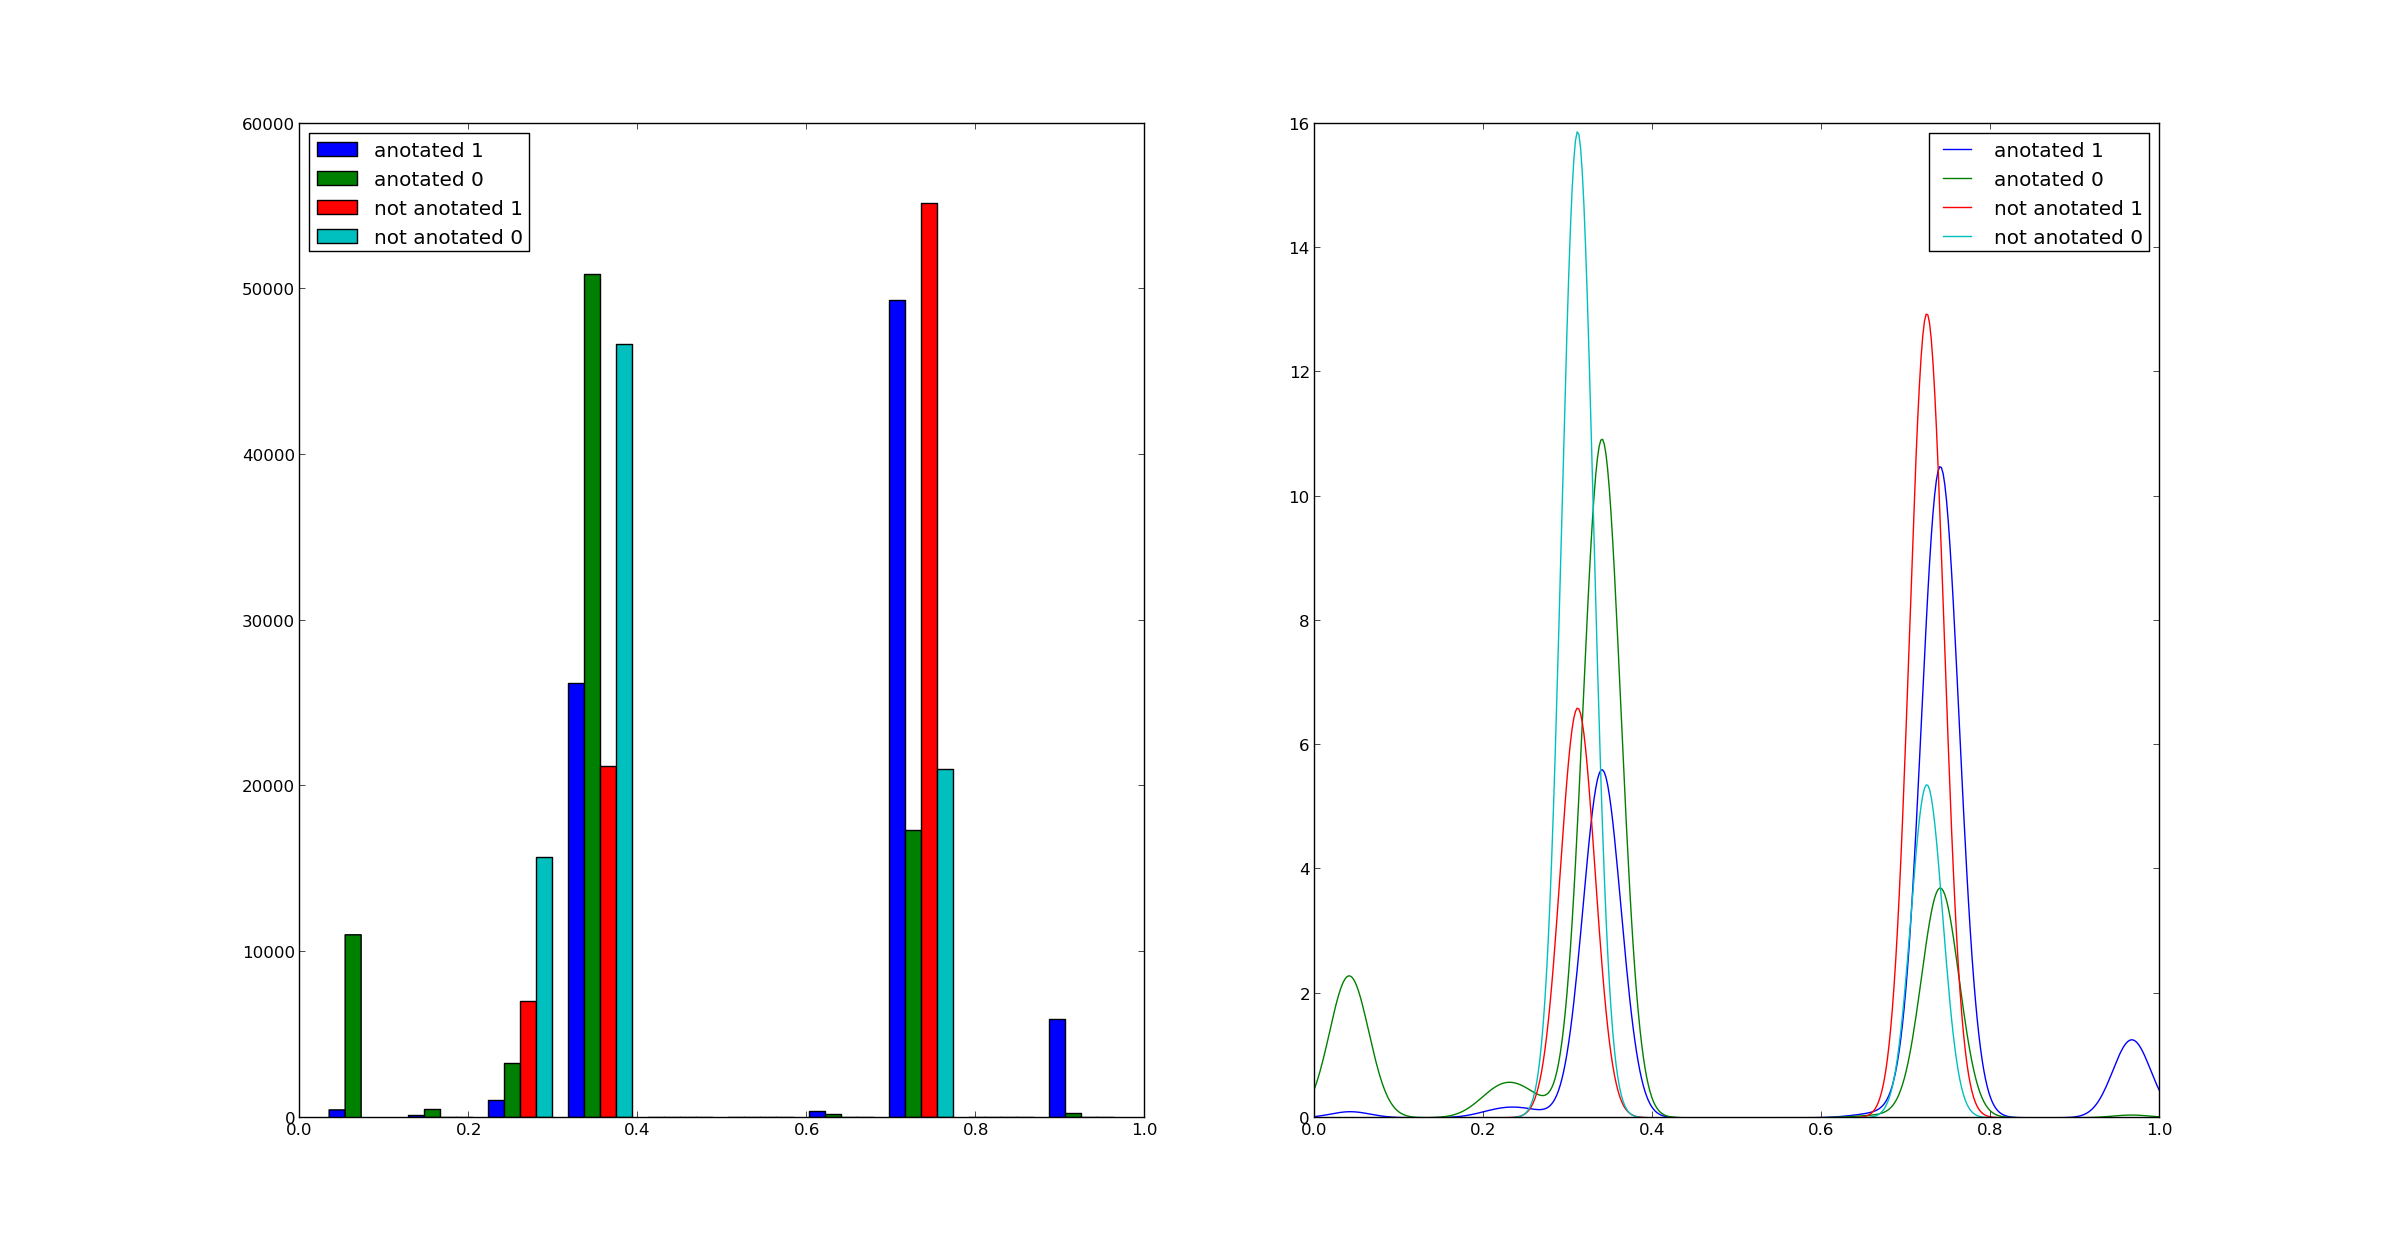 60000
50000
40000
30000
20000
10000
0
0.0 0.2 0.4 0.6 0.8 1.0
anotated 1
anotated 0
not anotated 1
not anotated 0
16
14
12
10
8
6
4
2
0
0.0 0.2 0.4 0.6 0.8 1.0
anotated 1
anotated 0
not anotated 1
not anotated 0